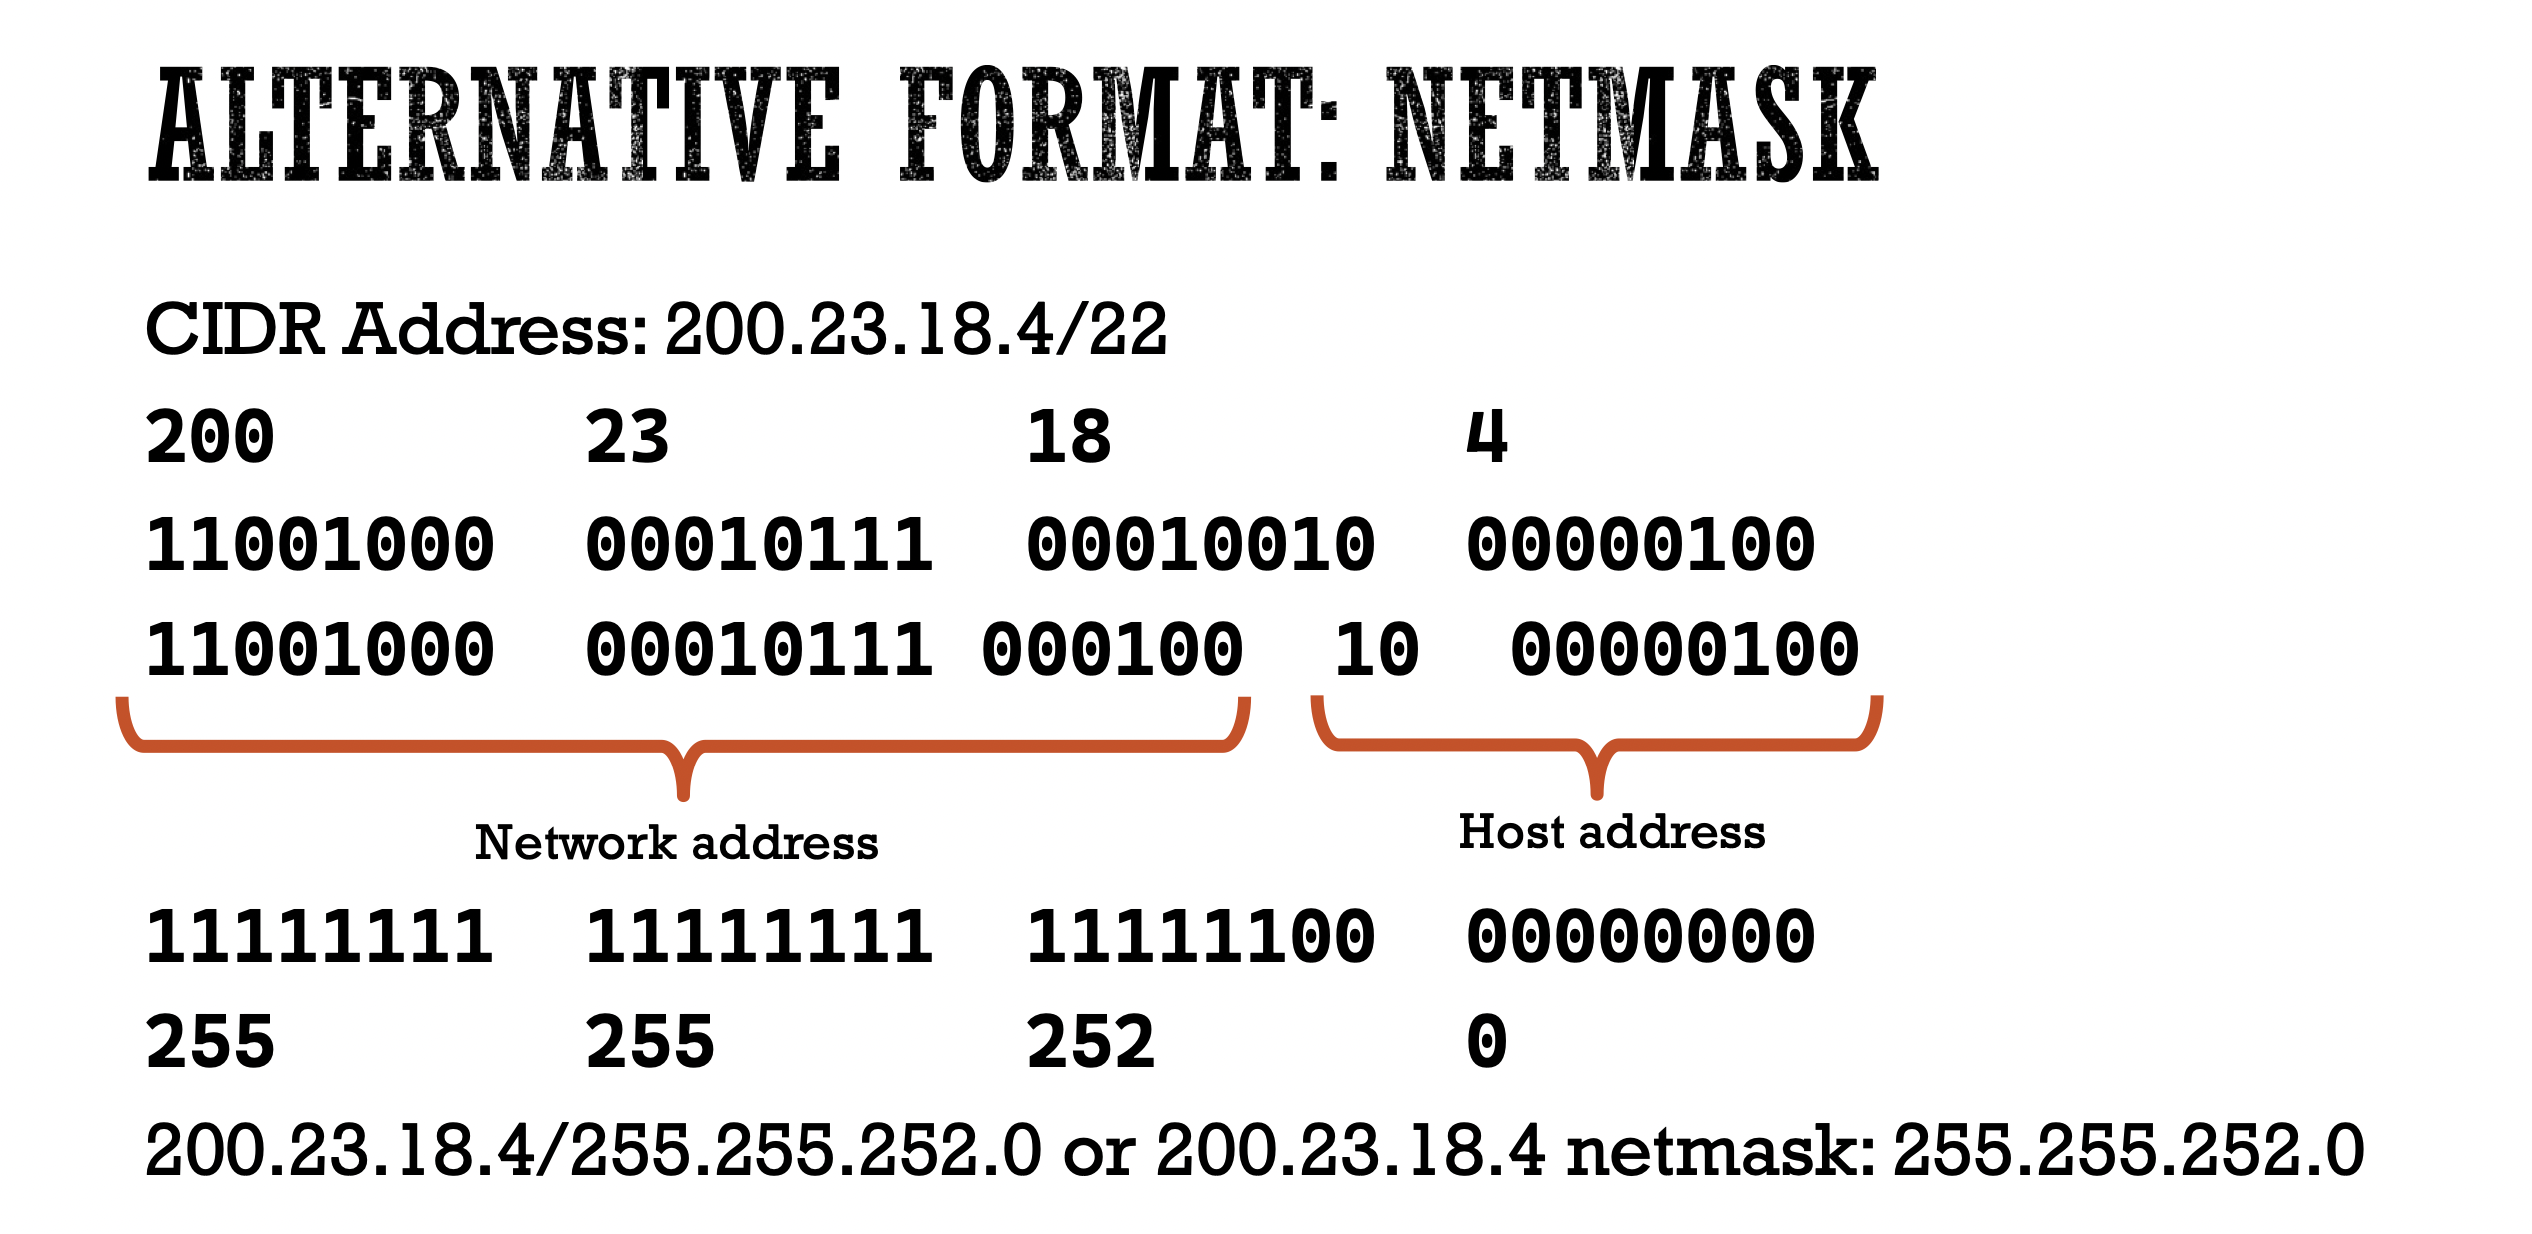 ALTERNATIVE FORMAT: NETMASK
CIDR Address: 200.23.18.4/22
200 23 18 4
11001000 00010111 00010010 00000100
11001000 00010111 000100 10 00000100
Network address Host address
11111111 11111111 11111100 00000000
255 255 252 0
200.23.18.4/255.255.252.0 or 200.23.18.4 netmask: 255.255.252.0